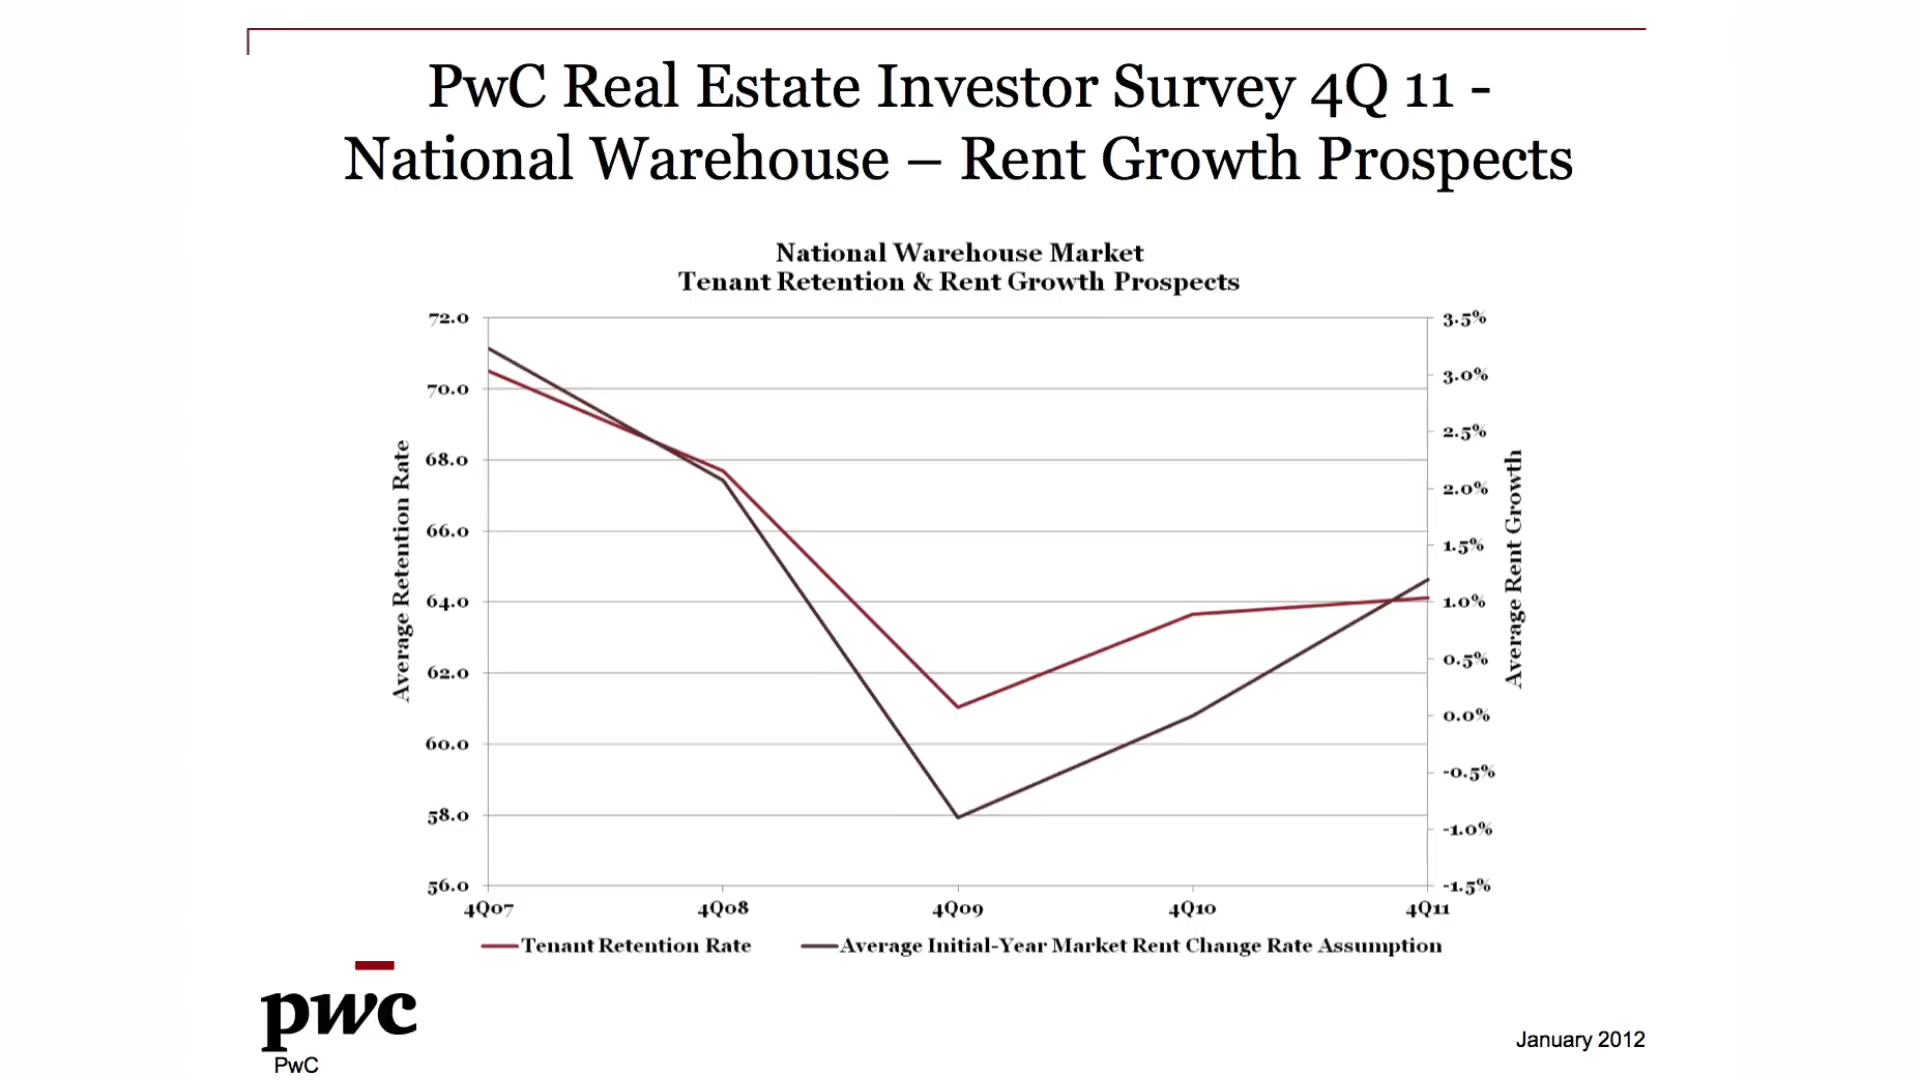 PwC Real Estate Investor Survey 4Q 11 -
National Warehouse – Rent Growth Prospects
National Warehouse Market
Tenant Retention & Rent Growth Prospects
Average Retention Rate
72.0
70.0
68.0
66.0
64.0
62.0
60.0
58.0
56.0
3.5%
3.0%
2.5%
2.0%
1.5%
1.0%
0.5%
0.0%
-0.5%
-1.0%
-1.5%
Average Rent Growth
4Q07 4Q08 4Q09 4Q10 4Q11
Tenant Retention Rate Average Initial-Year Market Rent Change Rate Assumption
pwc
PwC
January 2012